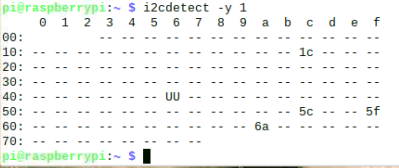 pi@raspberrypi:~ $ i2cdetect -y 1
     0  1  2  3  4  5  6  7  8  9  a  b  c  d  e  f
00:          -- -- -- -- -- -- -- -- -- -- -- -- --
10: -- -- -- -- -- -- -- -- -- -- -- -- 1c -- -- --
20: -- -- -- -- -- -- -- -- -- -- -- -- -- -- -- --
30: -- -- -- -- -- -- -- -- -- -- -- -- -- -- -- --
40: -- -- -- -- -- -- UU -- -- -- -- -- -- -- -- --
50: -- -- -- -- -- -- -- -- -- -- -- -- 5c -- -- 5f
60: -- -- -- -- -- -- -- -- -- -- 6a -- -- -- -- --
70: -- -- -- -- -- -- -- --
pi@raspberrypi:~ $